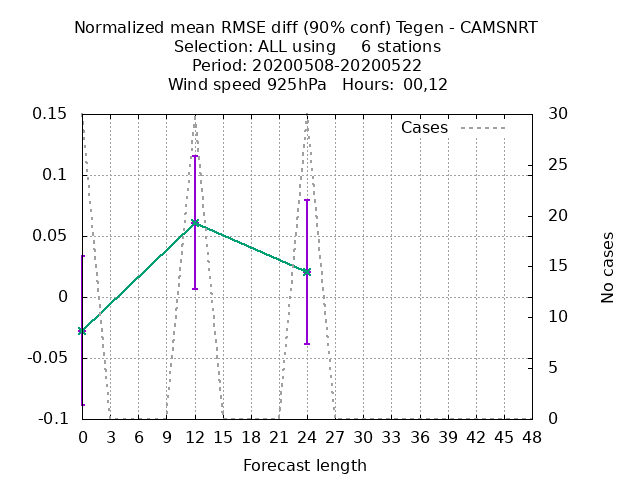 Normalized mean RMSE diff (90% conf) Tegen - CAMSNRT
Selection: ALL using     6 stations
Period: 20200508-20200522
Wind speed 925hPa   Hours:  00,12
Cases
0.15
0.1
0.05
0
-0.05
-0.1
30
25
20
15
10
5
0
No cases
0 3 6 9 12 15 18 21 24 27 30 33 36 39 42 45 48
Forecast length